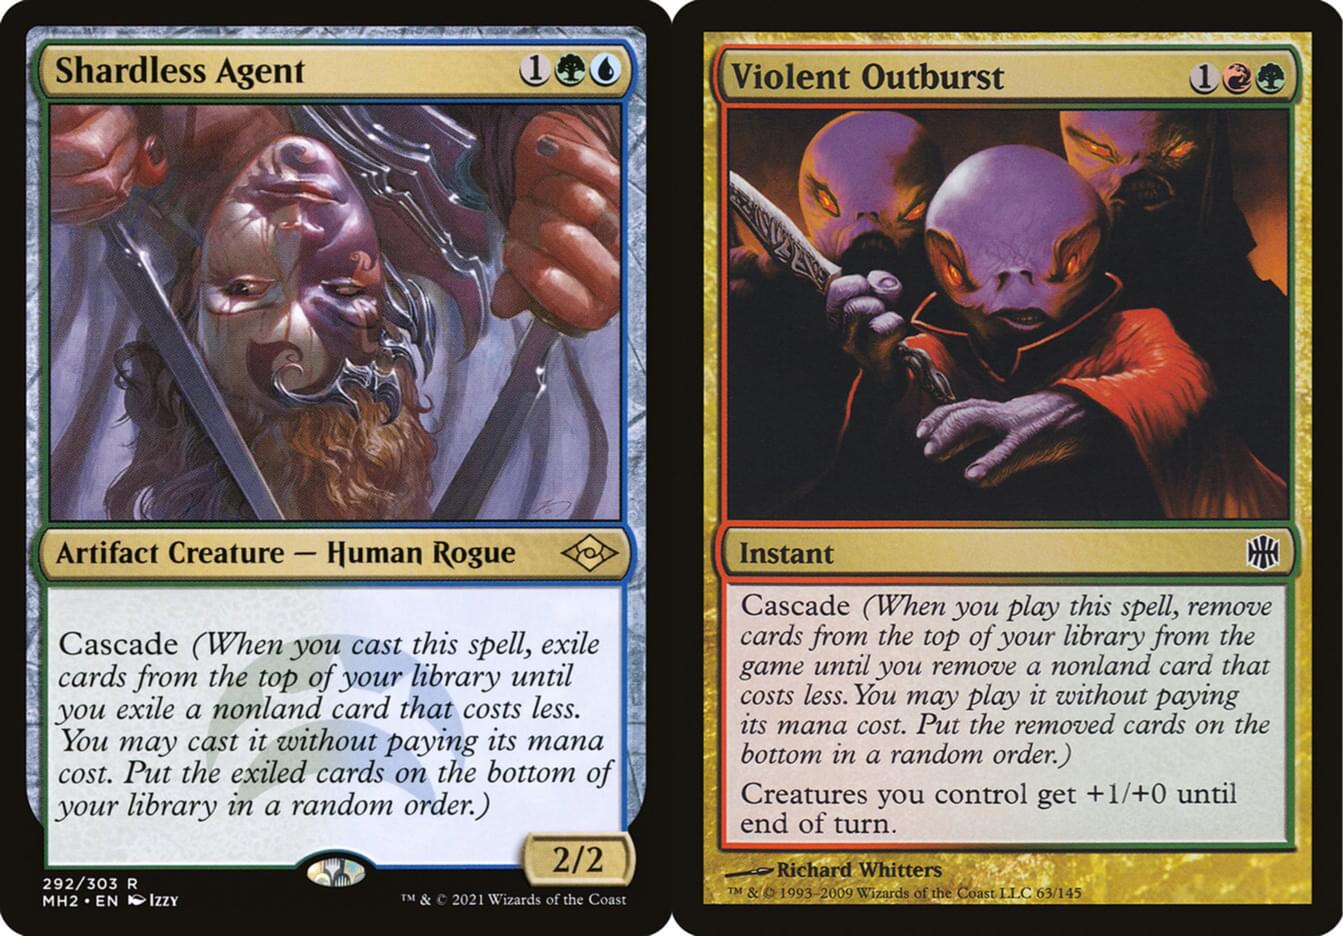 Shardless Agent
1
Artifact Creature — Human Rogue
Cascade (When you cast this spell, exile
cards from the top of your library until
you exile a nonland card that costs less.
You may cast it without paying its mana
cost. Put the exiled cards on the bottom of
your library in a random order.)
2/2
292/303 R
MH2 • EN Izzy
™ & © 2021 Wizards of the Coast
Violent Outburst
1
Instant
Cascade (When you play this spell, remove
cards from the top of your library from the
game until you remove a nonland card that
costs less. You may play it without paying
its mana cost. Put the removed cards on the
bottom in a random order.)
Creatures you control get +1/+0 until
end of turn.
Richard Whitters
™ & © 1993–2009 Wizards of the Coast LLC 63/145